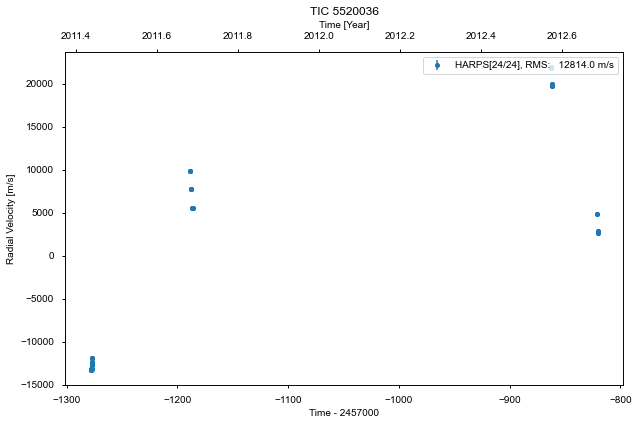 TIC 5520036
Time [Year]
2011.4 2011.6 2011.8 2012.0 2012.2 2012.4 2012.6
HARPS[24/24], RMS: 12814.0 m/s
20000
15000
10000
5000
0
−5000
−10000
−15000
Radial Velocity [m/s]
−1300 −1200 −1100 −1000 −900 −800
Time - 2457000